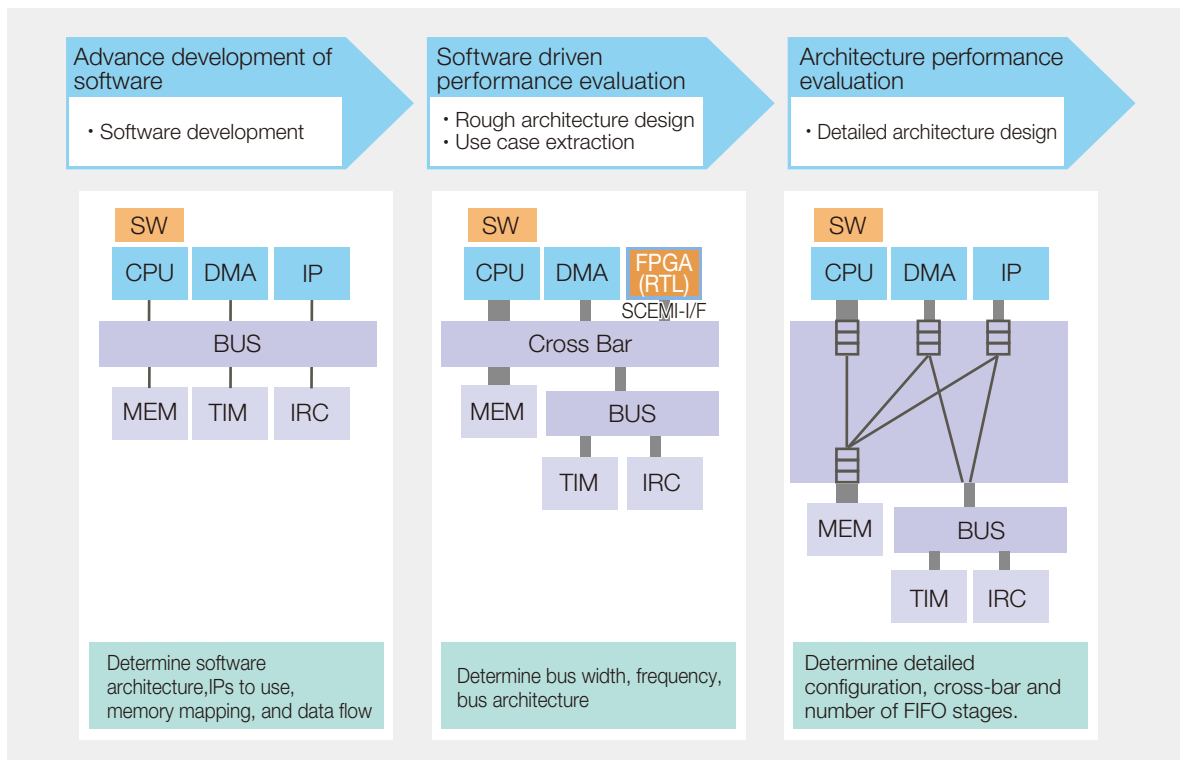 Advance development of
software
・Software development
Software driven
performance evaluation
・Rough architecture design
・Use case extraction
Architecture performance
evaluation
・Detailed architecture design
SW
CPU
DMA
IP
BUS
MEM
TIM
IRC
Determine software
architecture,IPs to use,
memory mapping, and data flow
SW
CPU
DMA
FPGA
(RTL)
SCEMI-I/F
Cross Bar
MEM
BUS
TIM
IRC
Determine bus width, frequency,
bus architecture
SW
CPU
DMA
IP
MEM
BUS
TIM
IRC
Determine detailed
configuration, cross-bar and
number of FIFO stages.